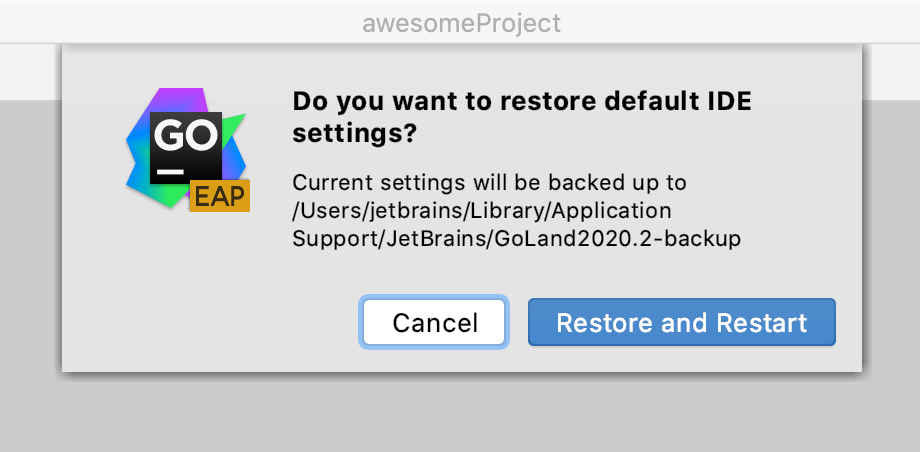 awesomeProject
GO
EAP
Do you want to restore default IDE
settings?
Current settings will be backed up to
/Users/jetbrains/Library/Application
Support/JetBrains/GoLand2020.2-backup
Cancel
Restore and Restart